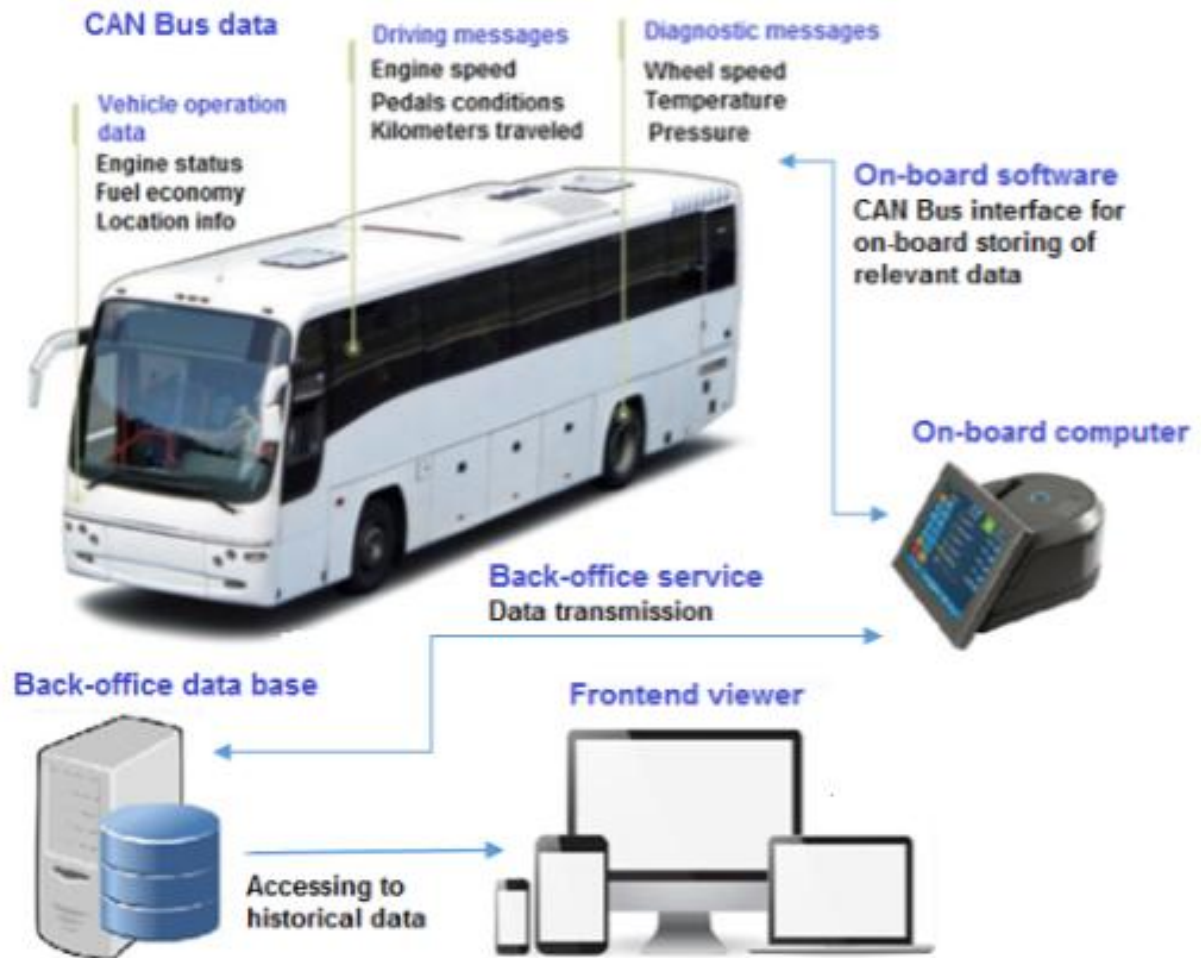 CAN Bus data
Vehicle operation
data
Engine status
Fuel economy
Location info
Driving messages
Engine speed
Pedals conditions
Kilometers traveled
Diagnostic messages
Wheel speed
Temperature
Pressure
On-board software
CAN Bus interface for
on-board storing of
relevant data
On-board computer
Back-office service
Data transmission
Back-office data base
Accessing to
historical data
Frontend viewer